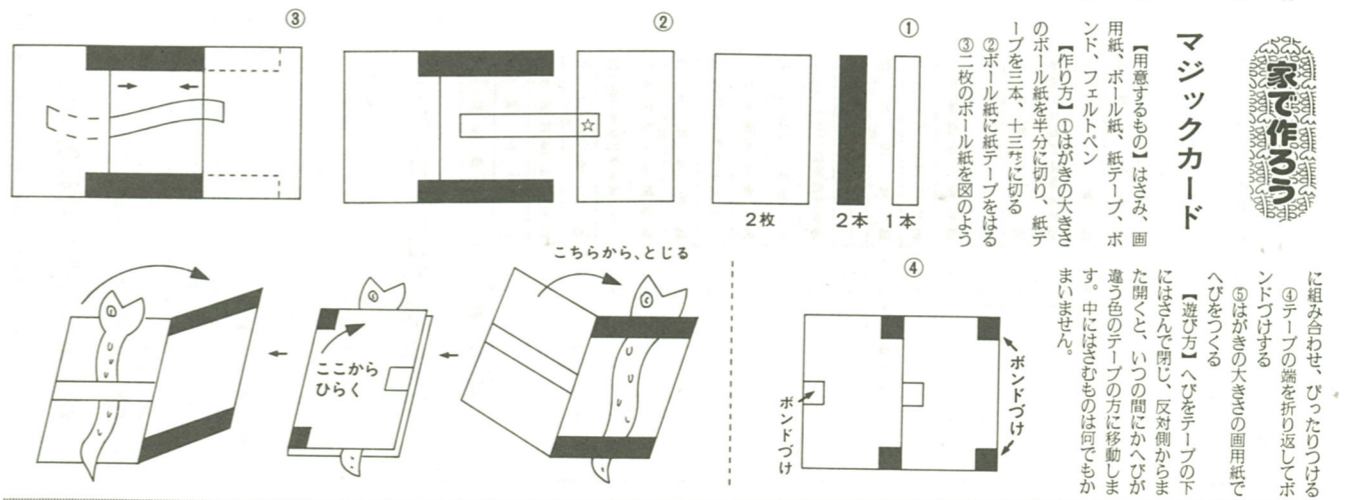 家で作ろう
マジックカード
【用意するもの】はさみ、画
用紙、ボール紙、紙テープ、ボ
ンド、フェルトペン
【作り方】①はがきの大きさ
のボール紙を半分に切り、紙テ
ープを三本、十三㌢に切る
②ボール紙に紙テープをはる
③二枚のボール紙を図のよう
に組み合わせ、ぴったりつける
④テープの端を折り返してボ
ンドづけする
⑤はがきの大きさの画用紙で
へびをつくる
【遊び方】へびをテープの下
にはさんで閉じ、反対側からま
た開くと、いつの間にかへびが
違う色のテープの方に移動しま
す。中にはさむものは何でもか
まいません。
①
1本
2本
2枚
②
☆
③
④
ボンドづけ
ボンドづけ
こちらから、とじる
ここから
ひらく